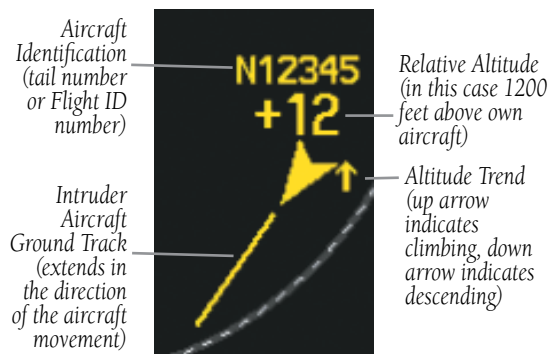 Aircraft
Identification
(tail number
or Flight ID
number)
N12345
+12
Relative Altitude
(in this case 1200
feet above own
aircraft)
Altitude Trend
(up arrow
indicates
climbing, down
arrow indicates
descending)
Intruder
Aircraft
Ground Track
(extends in
the direction
of the aircraft
movement)